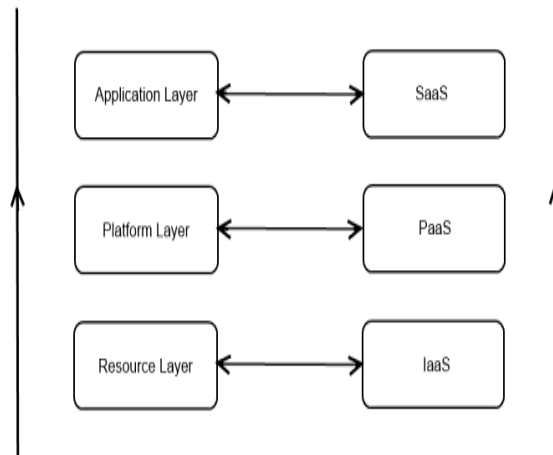 Application Layer
SaaS
Platform Layer
PaaS
Resource Layer
IaaS